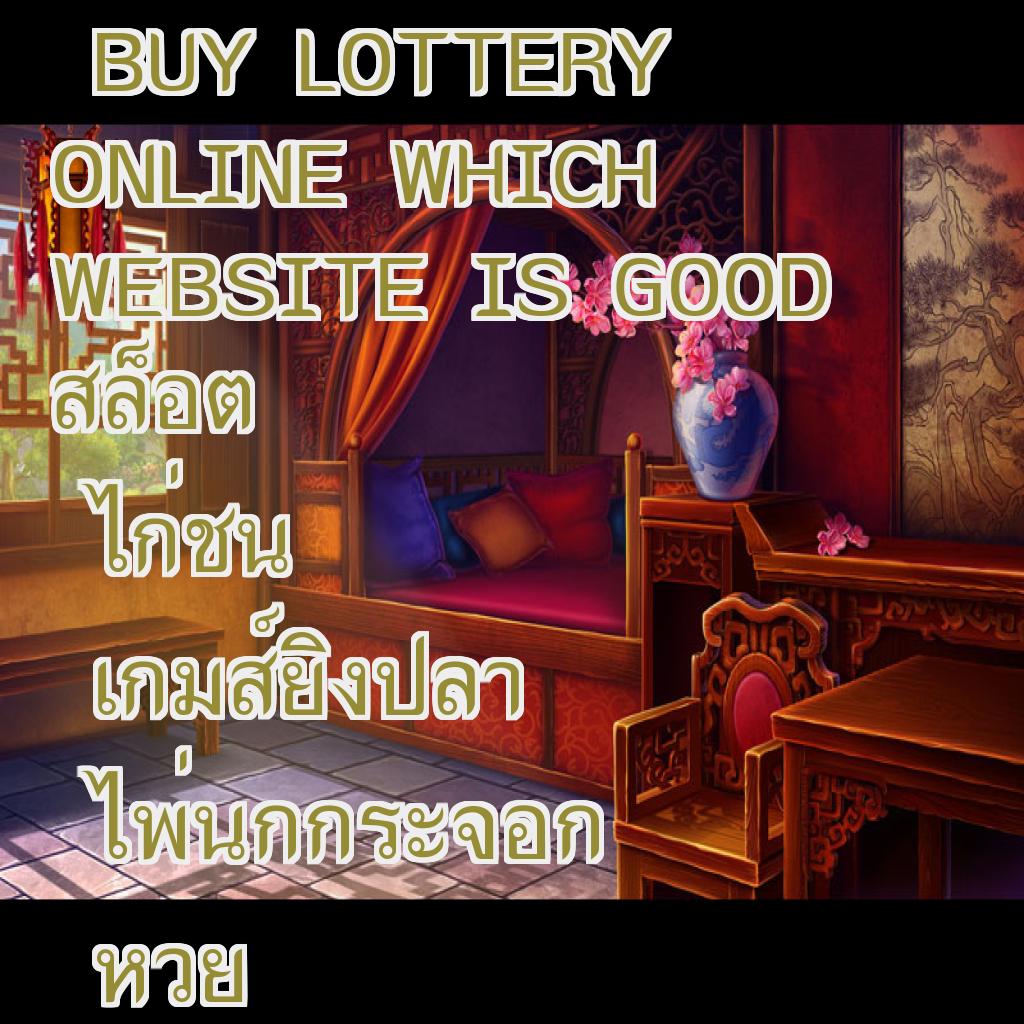 BUY LOTTERY
ONLINE WHICH
WEBSITE IS GOOD
สล็อต
ไก่ชน
เกมส์ยิงปลา
ไพ่นกกระจอก
หวย